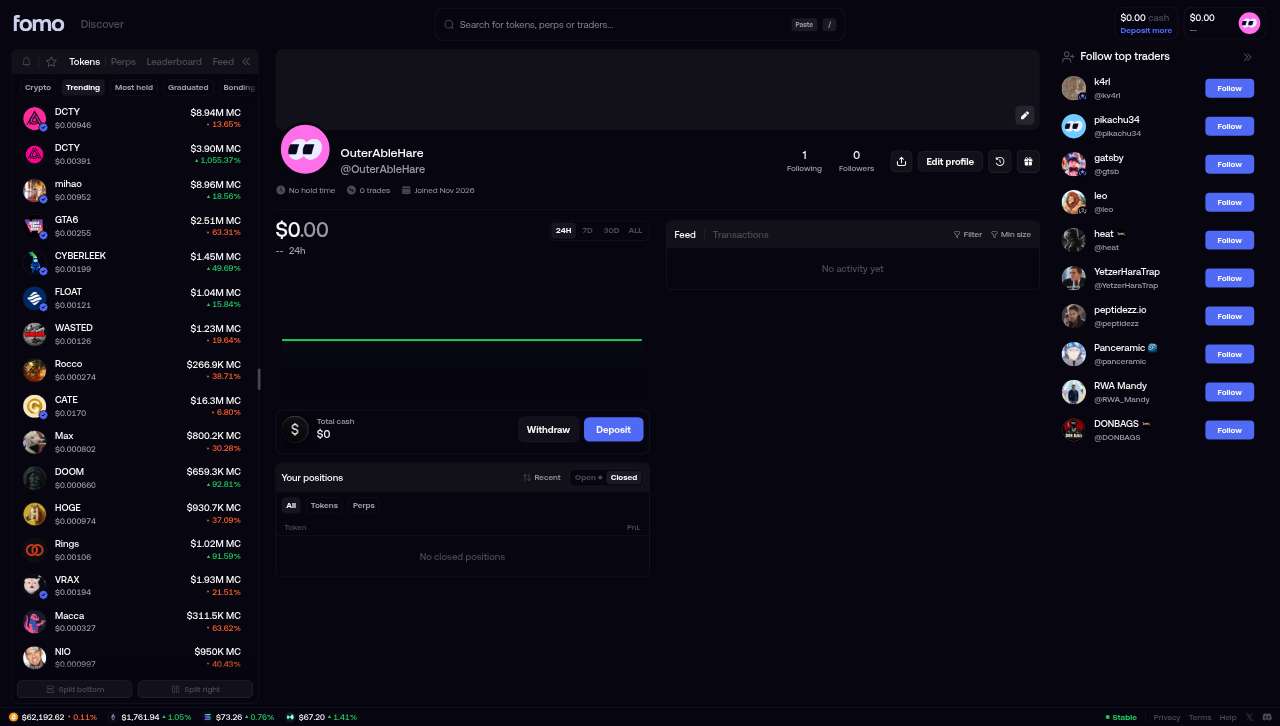 fomo
Discover
Search for tokens, perps or traders...
Paste
/
$0.00 cash
Deposit more
$0.00
—
Tokens Perps Leaderboard Feed
Crypto Trending Most held Graduated Bonding
DCTY $8.94M MC
$0.00946 13.65%
DCTY $3.90M MC
$0.00391 1,055.37%
mihao $8.96M MC
$0.00952 18.56%
GTA6 $2.51M MC
$0.00255 63.31%
CYBERLEEK $1.45M MC
$0.00199 49.69%
FLOAT $1.04M MC
$0.00121 15.84%
WASTED $1.23M MC
$0.00126 19.64%
Rocco $266.9K MC
$0.000274 38.71%
CATE $16.3M MC
$0.0170 6.80%
Max $800.2K MC
$0.000802 30.28%
DOOM $659.3K MC
$0.000660 92.81%
HOGE $930.7K MC
$0.000974 37.09%
Rings $1.02M MC
$0.00106 91.59%
VRAX $1.93M MC
$0.00194 21.51%
Macca $311.5K MC
$0.000327 63.62%
NIO $950K MC
$0.000997 40.43%
Split bottom Split right
OuterAbleHare
@OuterAbleHare
1 Following
0 Followers
Edit profile
No hold time 0 trades Joined Nov 2026
$0.00
-- 24h
24H 7D 30D ALL
Total cash
$0
Withdraw Deposit
Your positions
Recent Open Closed
All Tokens Perps
Token PnL
No closed positions
Feed Transactions Filter Min size
No activity yet
Follow top traders
k4rl
@kv4rl
Follow
pikachu34
@pikachu34
Follow
gatsby
@gtsb
Follow
leo
@leo
Follow
heat
@heat
Follow
YetzerHaraTrap
@YetzerHaraTrap
Follow
peptidezz.io
@peptidezz
Follow
Panceramic
@panceramic
Follow
RWA Mandy
@RWA_Mandy
Follow
DONBAGS
@DONBAGS
Follow
$62,192.62 0.11% $1,761.94 1.05% $73.26 0.76% $67.20 1.41%
Stable Privacy Terms Help